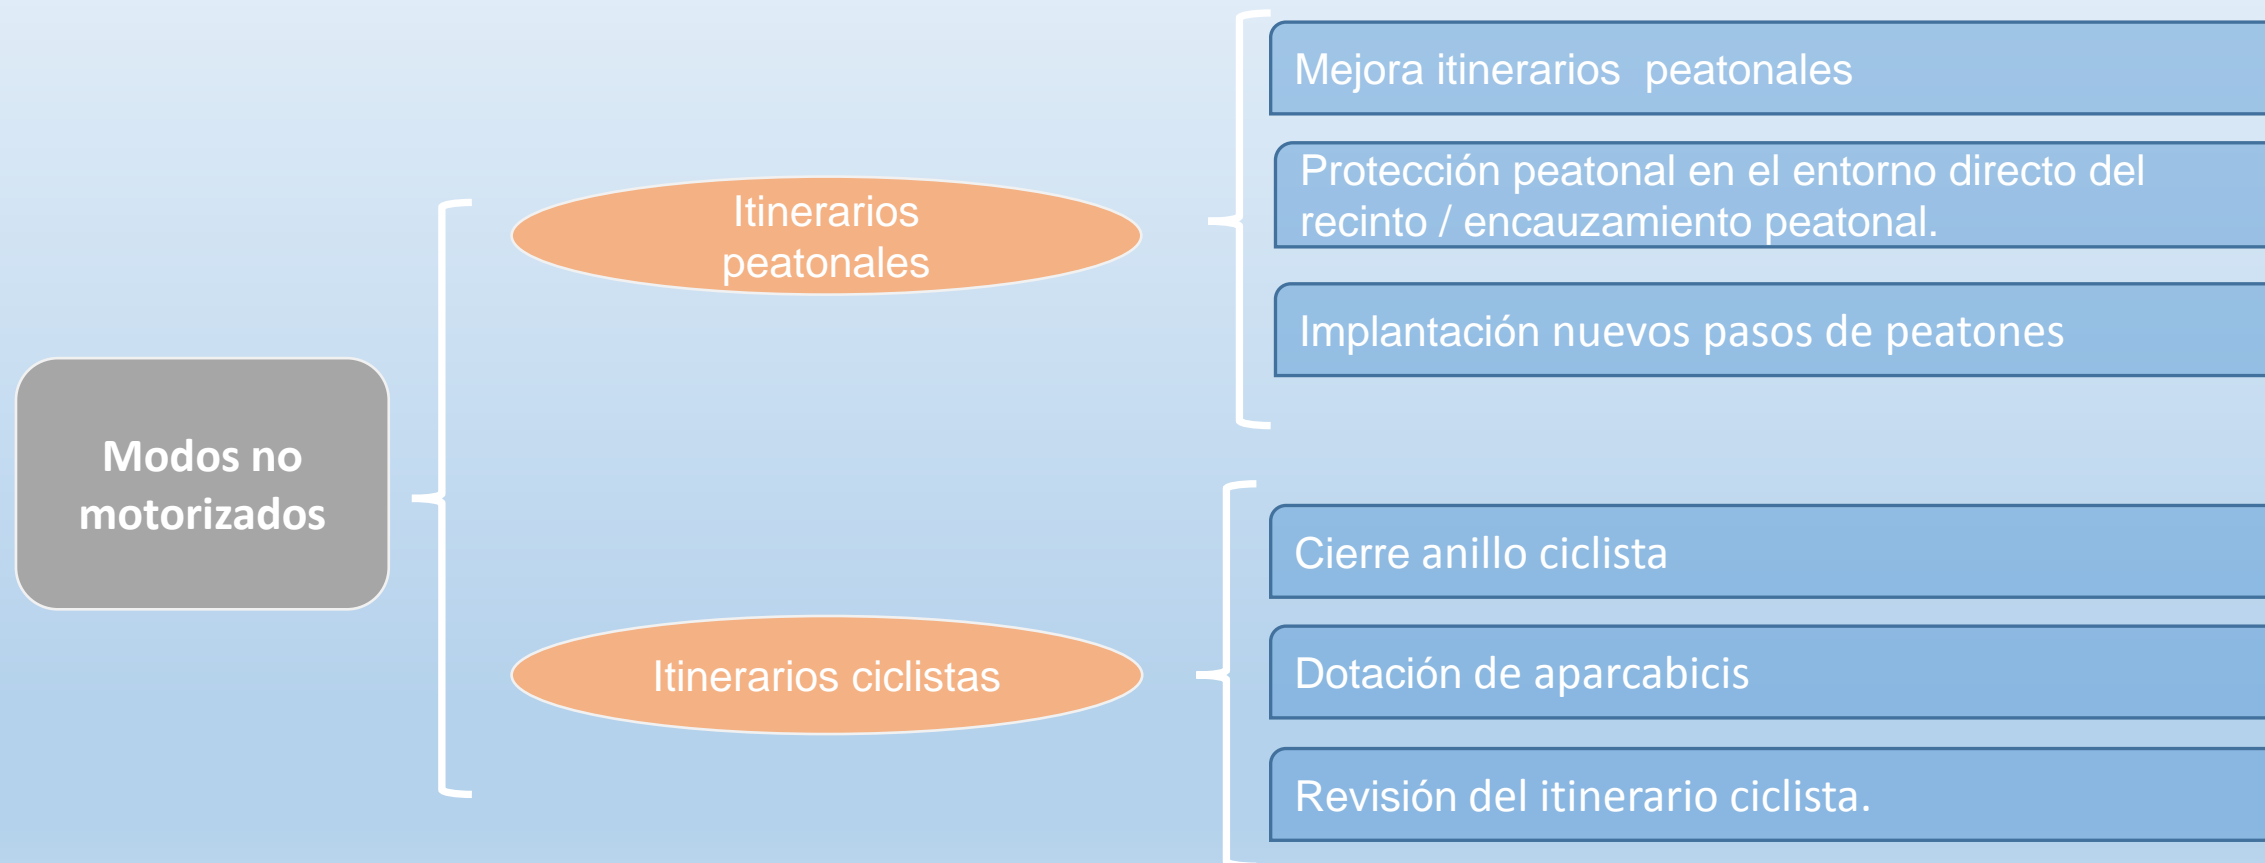 Modos no
motorizados
Itinerarios
peatonales
Mejora itinerarios  peatonales
Protección peatonal en el entorno directo del
recinto / encauzamiento peatonal.
Implantación nuevos pasos de peatones
Itinerarios ciclistas
Cierre anillo ciclista
Dotación de aparcabicis
Revisión del itinerario ciclista.